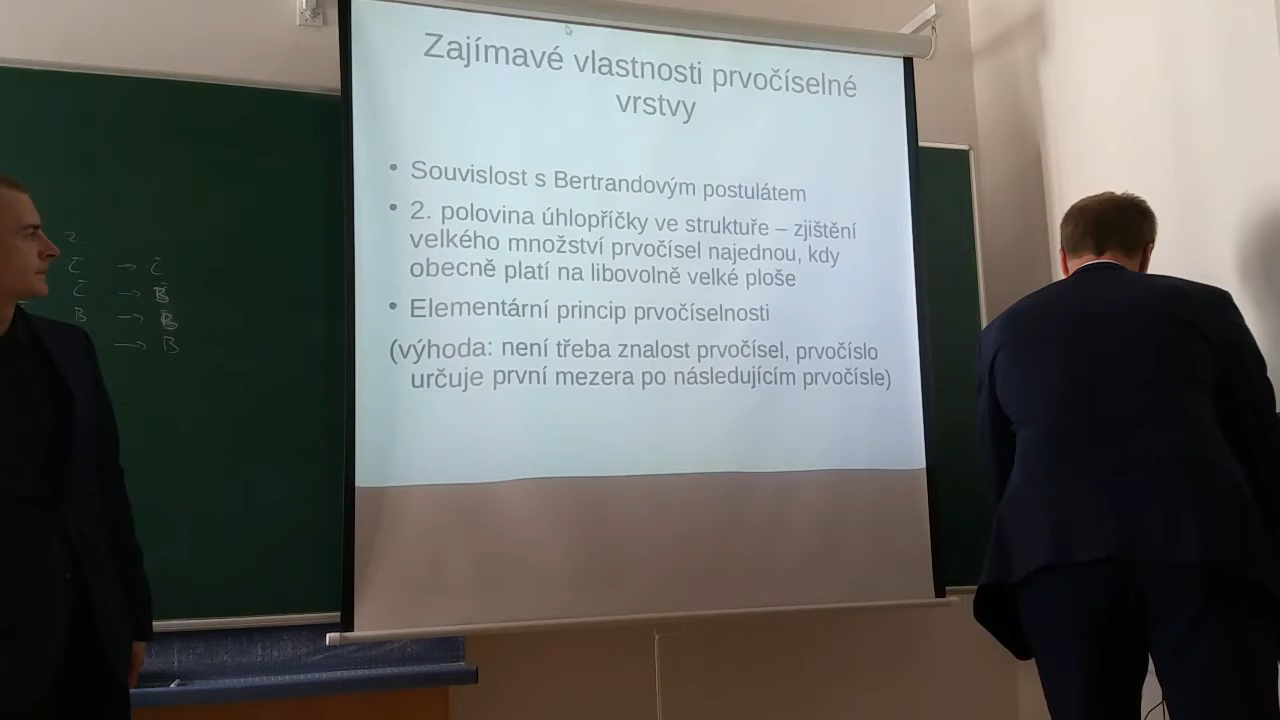 Zajímavé vlastnosti prvočíselné
vrstvy
• Souvislost s Bertrandovým postulátem
• 2. polovina úhlopříčky ve struktuře – zjištění
velkého množství prvočísel najednou, kdy
obecně platí na libovolně velké ploše
• Elementární princip prvočíselnosti
(výhoda: není třeba znalost prvočísel, prvočíslo
určuje první mezera po následujícím prvočísle)
2.
Č → Č
Č → B
B → B
→ B